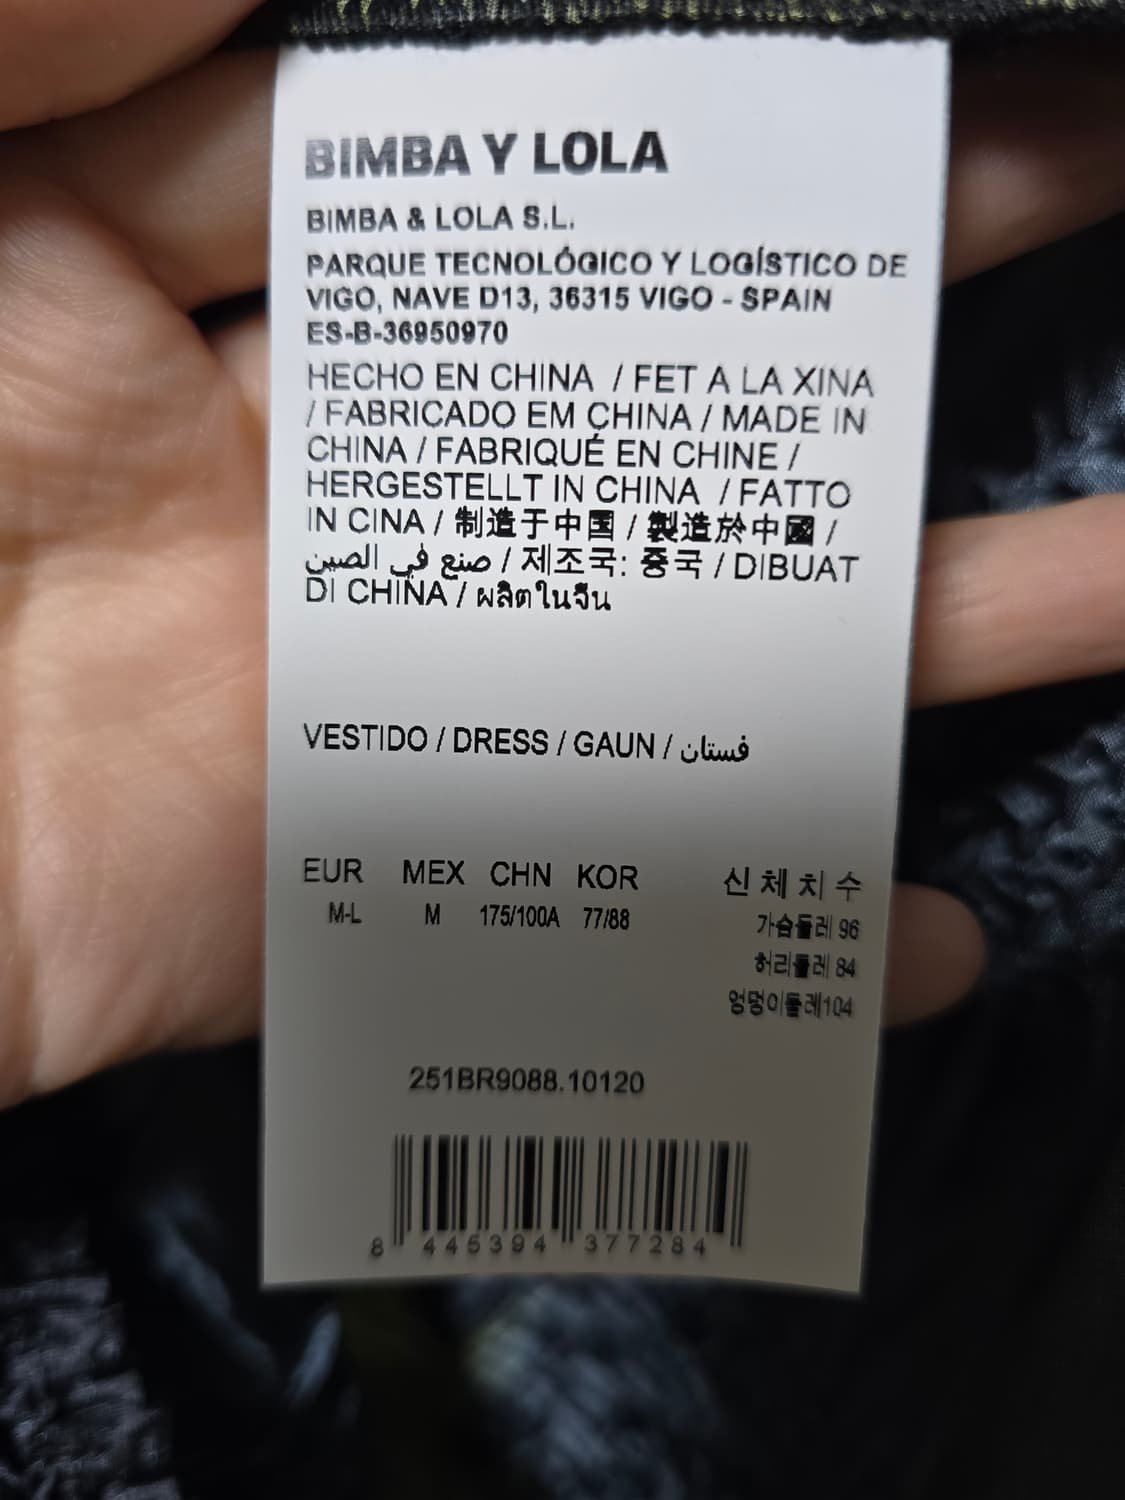 BIMBA Y LOLA
BIMBA & LOLA S.L.
PARQUE TECNOLÓGICO Y LOGÍSTICO DE
VIGO, NAVE D13, 36315 VIGO - SPAIN
ES-B-36950970
HECHO EN CHINA / FET A LA XINA
/ FABRICADO EM CHINA / MADE IN
CHINA / FABRIQUÉ EN CHINE /
HERGESTELLT IN CHINA / FATTO
IN CINA / 制造于中国 / 製造於中國 /
صنع في الصين / 제조국: 중국 / DIBUAT
DI CHINA / ผลิตในจีน
VESTIDO / DRESS / GAUN / فستان
EUR MEX CHN KOR 신체치수
M-L M 175/100A 77/88 가슴둘레 96
허리둘레 84
엉덩이둘레104
251BR9088.10120
8 445394 377284